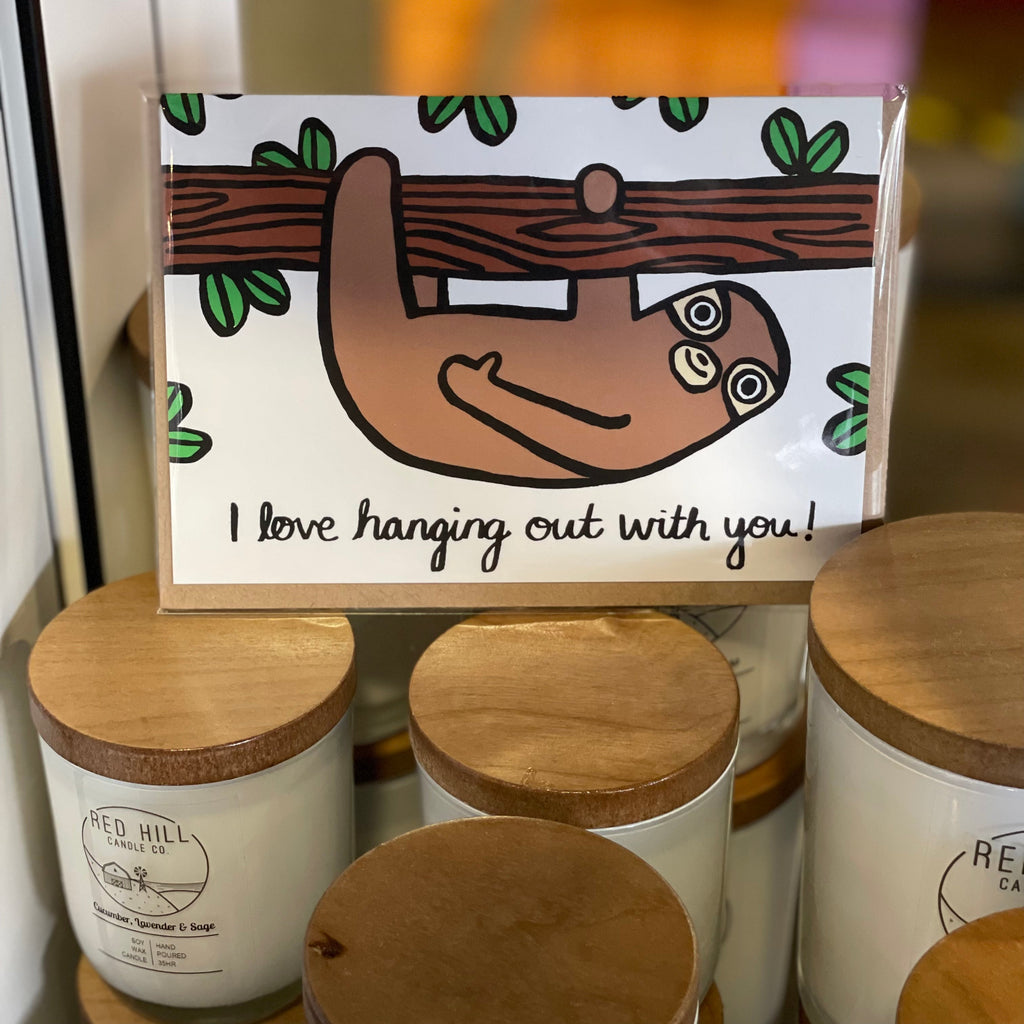 I love hanging out with you!
RED HILL
CANDLE CO.
Cucumber, Lavender & Sage
SOY
WAX
CANDLE
HAND
POURED
35HR
RE
CA